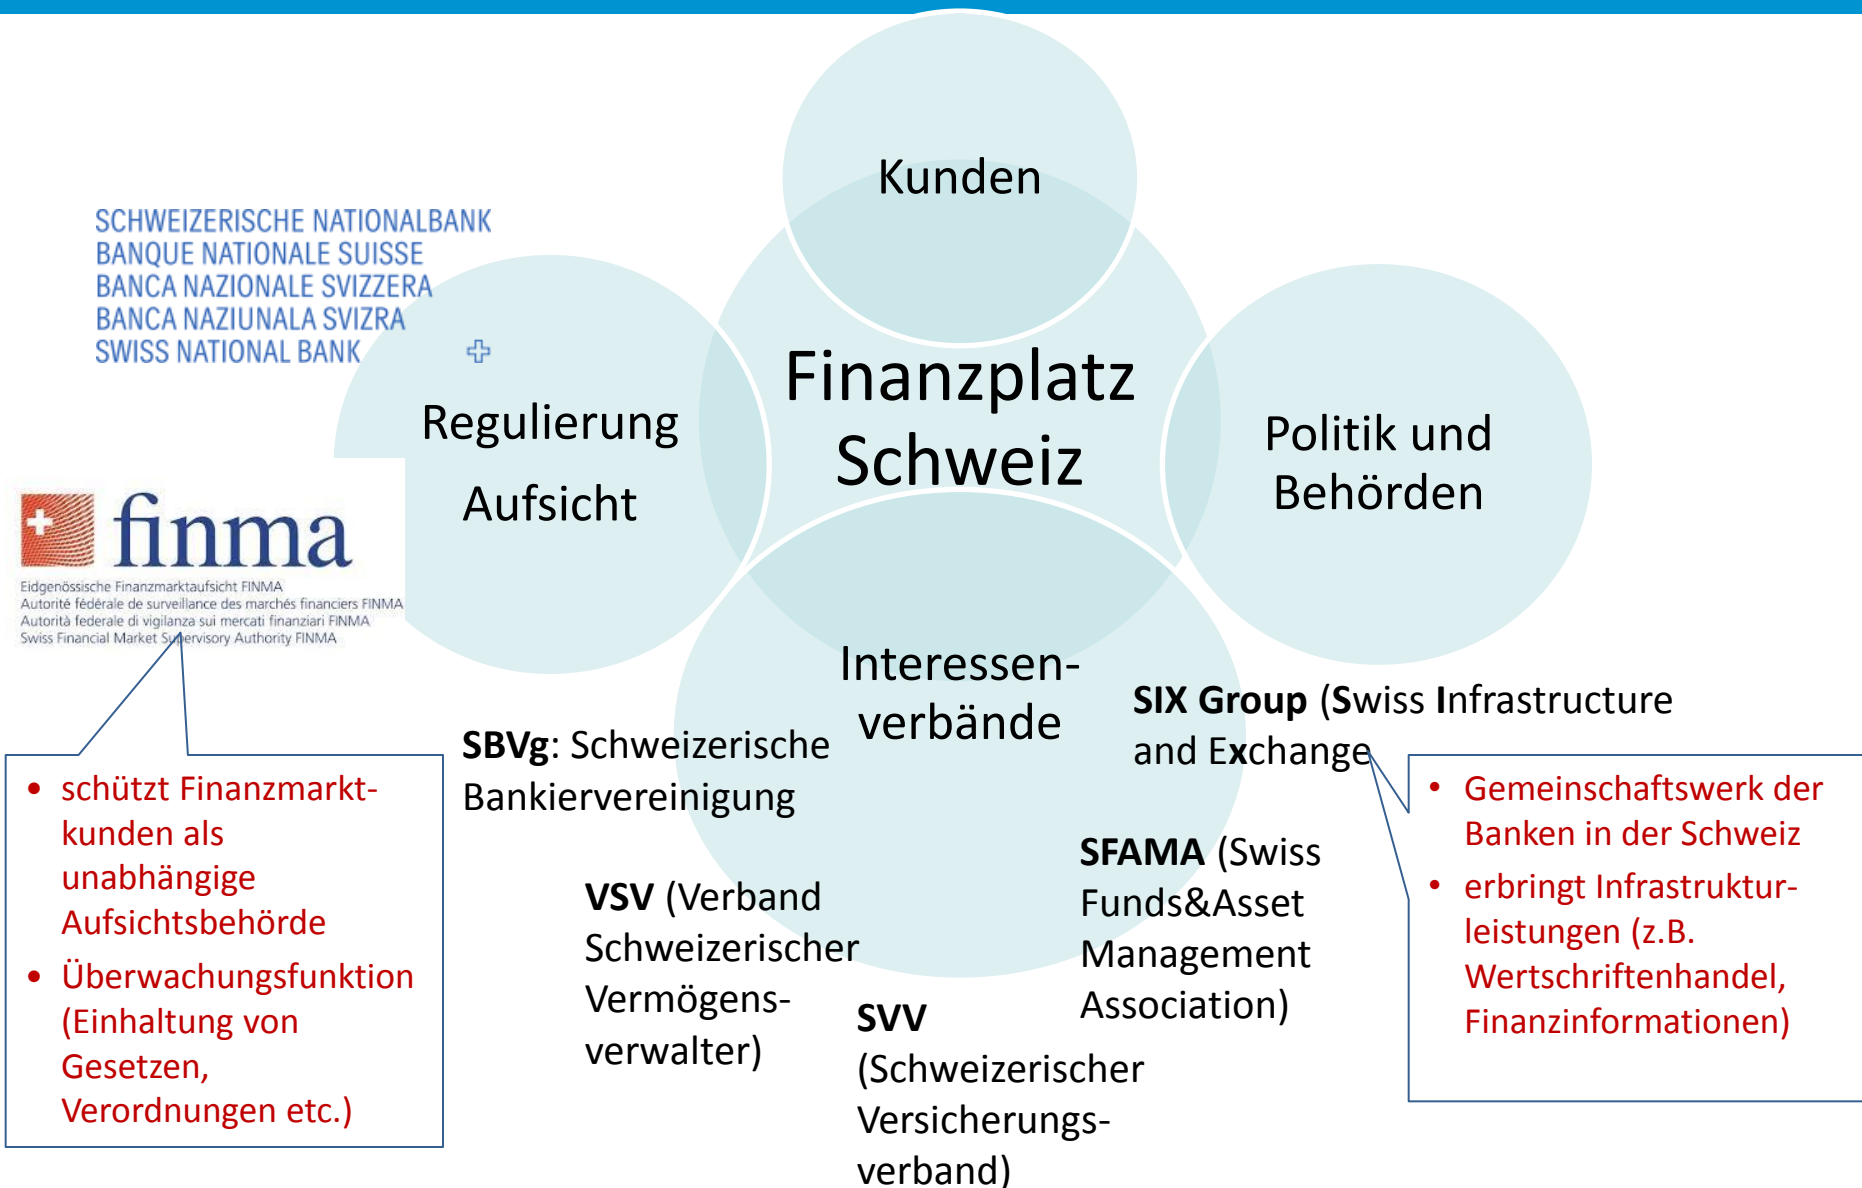 Kunden
SCHWEIZERISCHE NATIONALBANK
BANQUE NATIONALE SUISSE
BANCA NAZIONALE SVIZZERA
BANCA NAZIUNALA SVIZRA
SWISS NATIONAL BANK
Finanzplatz
Schweiz
Regulierung
Aufsicht
Politik und
Behörden
finma
Eidgenössische Finanzmarktaufsicht FINMA
Autorité fédérale de surveillance des marchés financiers FINMA
Autorità federale di vigilanza sui mercati finanziari FINMA
Swiss Financial Market Supervisory Authority FINMA
Interessen-
verbände
SIX Group (Swiss Infrastructure
and Exchange
SBVg: Schweizerische
Bankiervereinigung
• schützt Finanzmarkt-
kunden als
unabhängige
Aufsichtsbehörde
• Überwachungsfunktion
(Einhaltung von
Gesetzen,
Verordnungen etc.)
VSV (Verband
Schweizerischer
Vermögens-
verwalter)
SVV
(Schweizerischer
Versicherungs-
verband)
SFAMA (Swiss
Funds&Asset
Management
Association)
• Gemeinschaftswerk der
Banken in der Schweiz
• erbringt Infrastruktur-
leistungen (z.B.
Wertschriftenhandel,
Finanzinformationen)